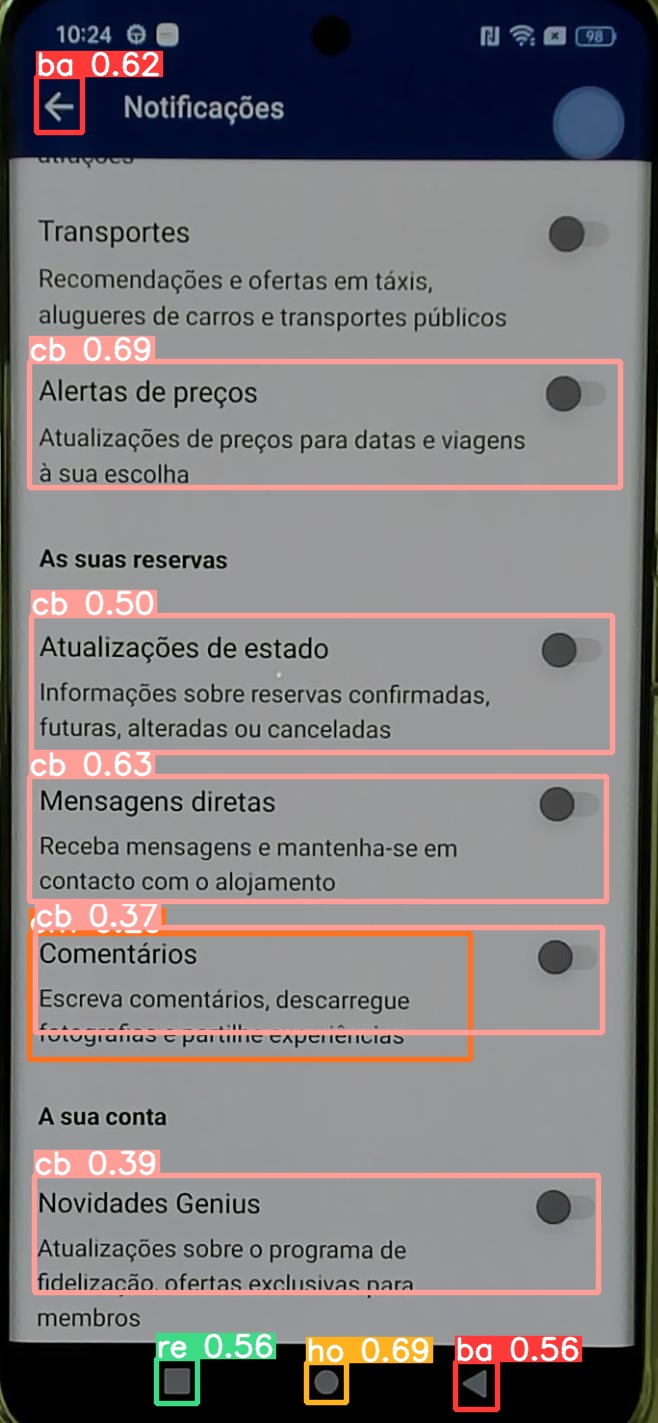 10:24
98
ba 0.62
Notificações
Transportes
Recomendações e ofertas em táxis,
alugueres de carros e transportes públicos
cb 0.69
Alertas de preços
Atualizações de preços para datas e viagens
à sua escolha
As suas reservas
cb 0.50
Atualizações de estado
Informações sobre reservas confirmadas,
futuras, alteradas ou canceladas
cb 0.63
Mensagens diretas
Receba mensagens e mantenha-se em
contacto com o alojamento
cb 0.37
Comentários
Escreva comentários, descarregue
fotografias e partilhe experiências
A sua conta
cb 0.39
Novidades Genius
Atualizações sobre o programa de
fidelização, ofertas exclusivas para
membros
re 0.56
ho 0.69
ba 0.56